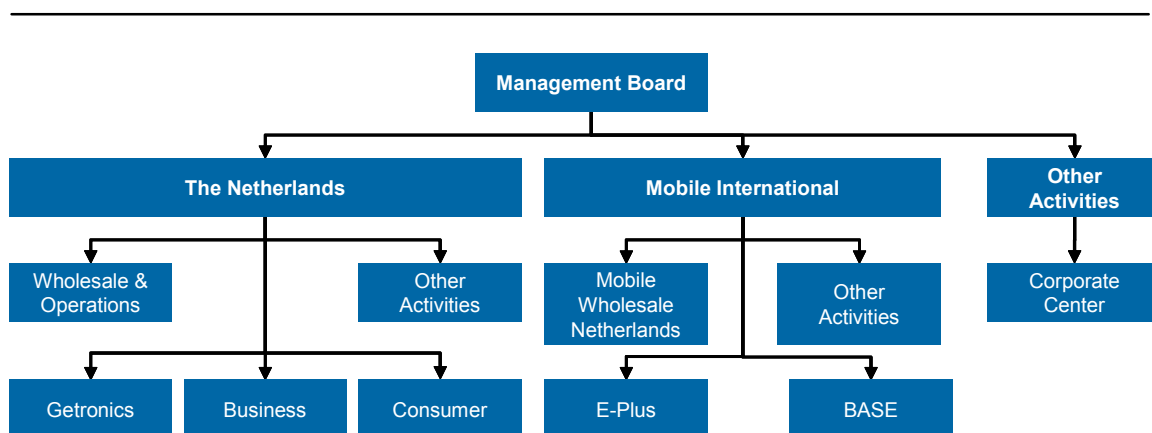 Management Board
The Netherlands
Mobile International
Other
Activities
Wholesale &
Operations
Other
Activities
Mobile
Wholesale
Netherlands
Other
Activities
Corporate
Center
Getronics
Business
Consumer
E-Plus
BASE